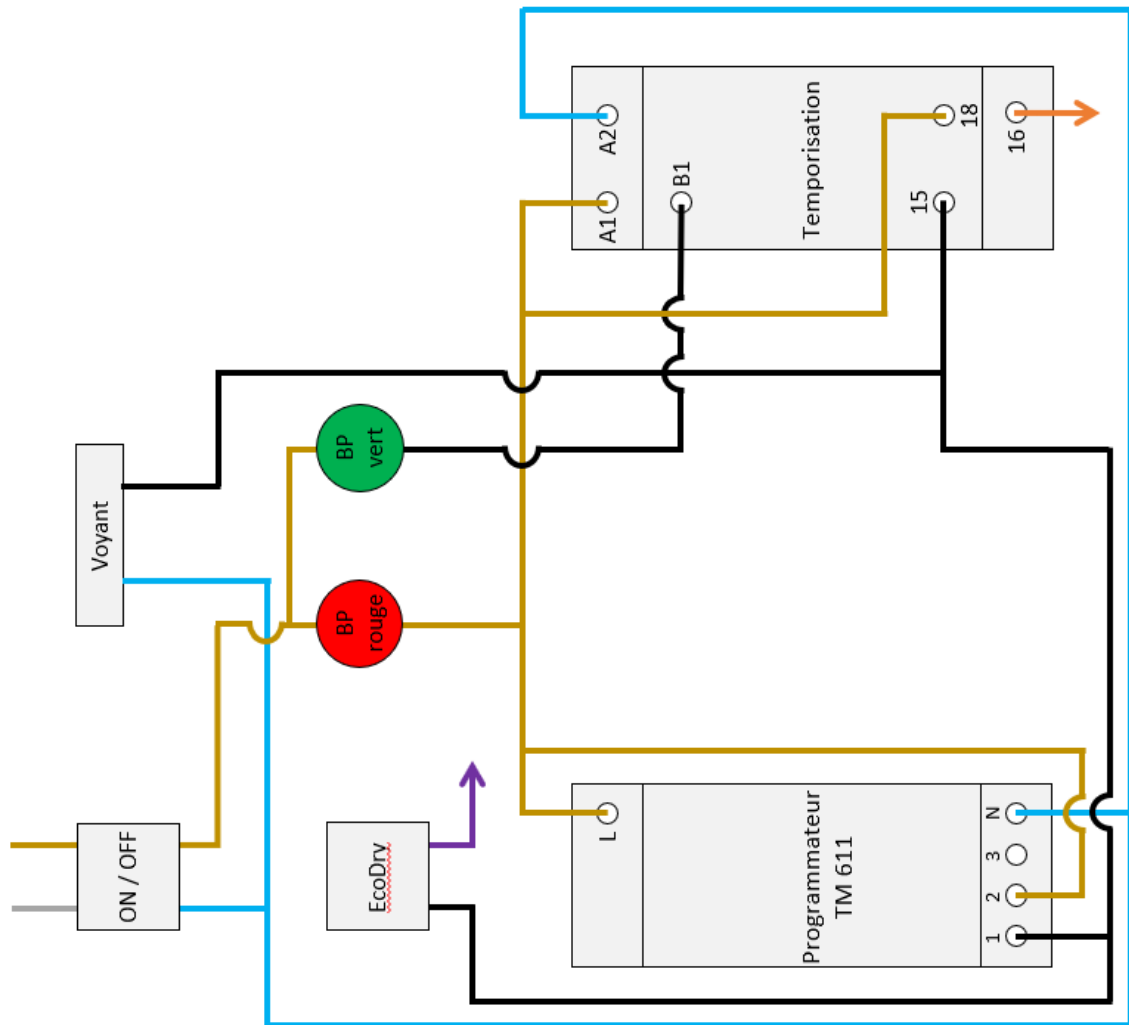 ON / OFF
Voyant
EcoDry
BP
rouge
BP
vert
Programmateur
TM 611
L
1
2
3
N
Temporisation
A1
A2
B1
15
18
16